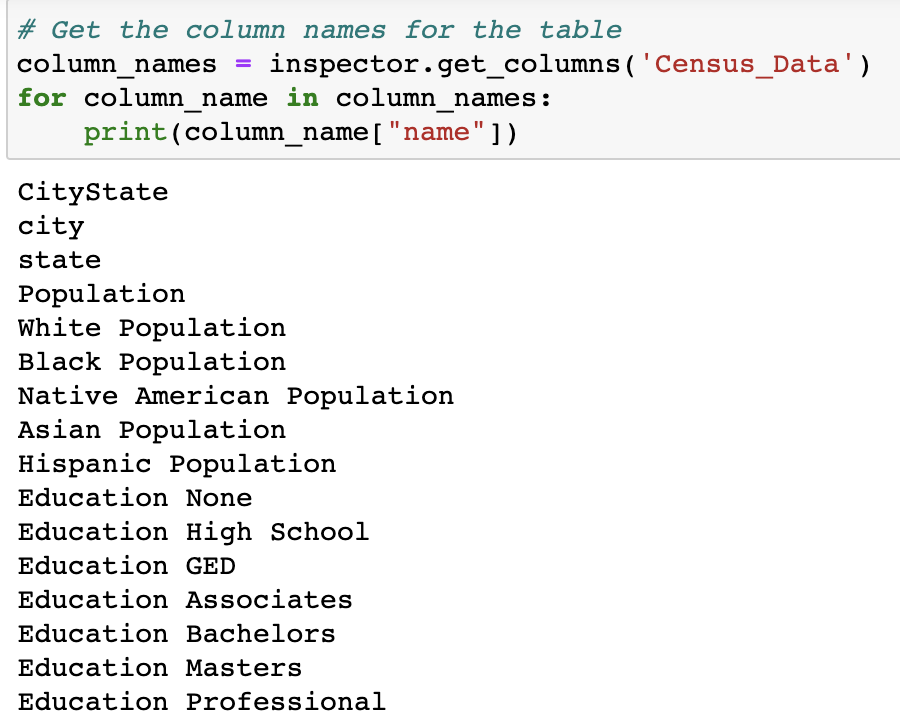 # Get the column names for the table
column_names = inspector.get_columns('Census_Data')
for column_name in column_names:
    print(column_name["name"])
CityState
city
state
Population
White Population
Black Population
Native American Population
Asian Population
Hispanic Population
Education None
Education High School
Education GED
Education Associates
Education Bachelors
Education Masters
Education Professional